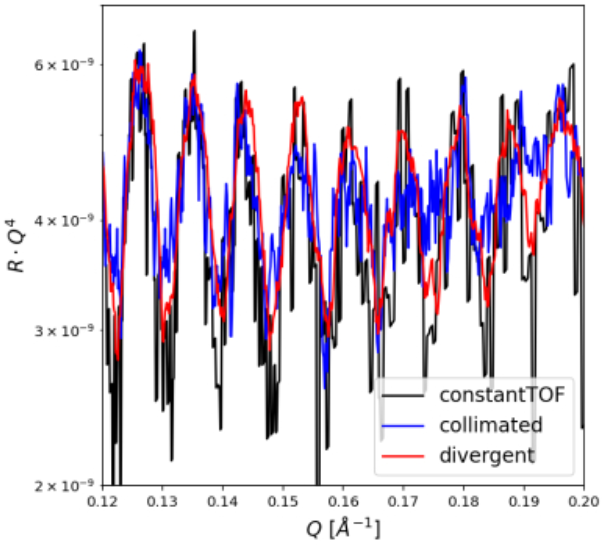 R · Q⁴
6 × 10⁻⁹
4 × 10⁻⁹
3 × 10⁻⁹
2 × 10⁻⁹
constantTOF
collimated
divergent
0.12 0.13 0.14 0.15 0.16 0.17 0.18 0.19 0.20
Q [Å⁻¹]